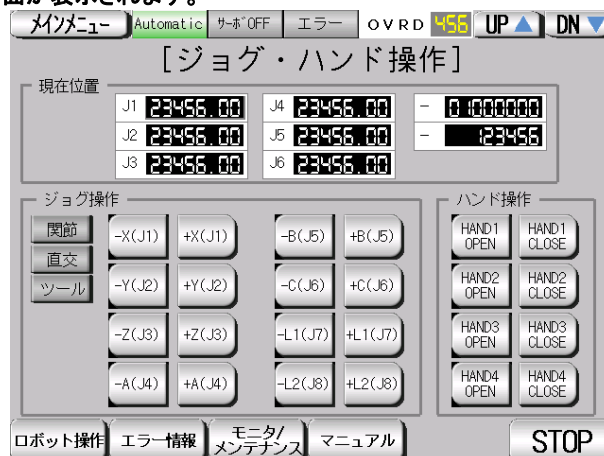 面が表示されます。
メインメニュー Automatic サーボOFF エラー OVRD 456 UP▲ DN▼
[ジョグ・ハンド操作]
現在位置
J1 23456.00 J4 23456.00 - 01000000
J2 23456.00 J5 23456.00 - 123456
J3 23456.00 J6 23456.00
ジョグ操作 ハンド操作
関節 -X(J1) +X(J1) -B(J5) +B(J5) HAND1 OPEN HAND1 CLOSE
直交
ツール -Y(J2) +Y(J2) -C(J6) +C(J6) HAND2 OPEN HAND2 CLOSE
-Z(J3) +Z(J3) -L1(J7) +L1(J7) HAND3 OPEN HAND3 CLOSE
-A(J4) +A(J4) -L2(J8) +L2(J8) HAND4 OPEN HAND4 CLOSE
ロボット操作 エラー情報 モニタ/メンテナンス マニュアル STOP